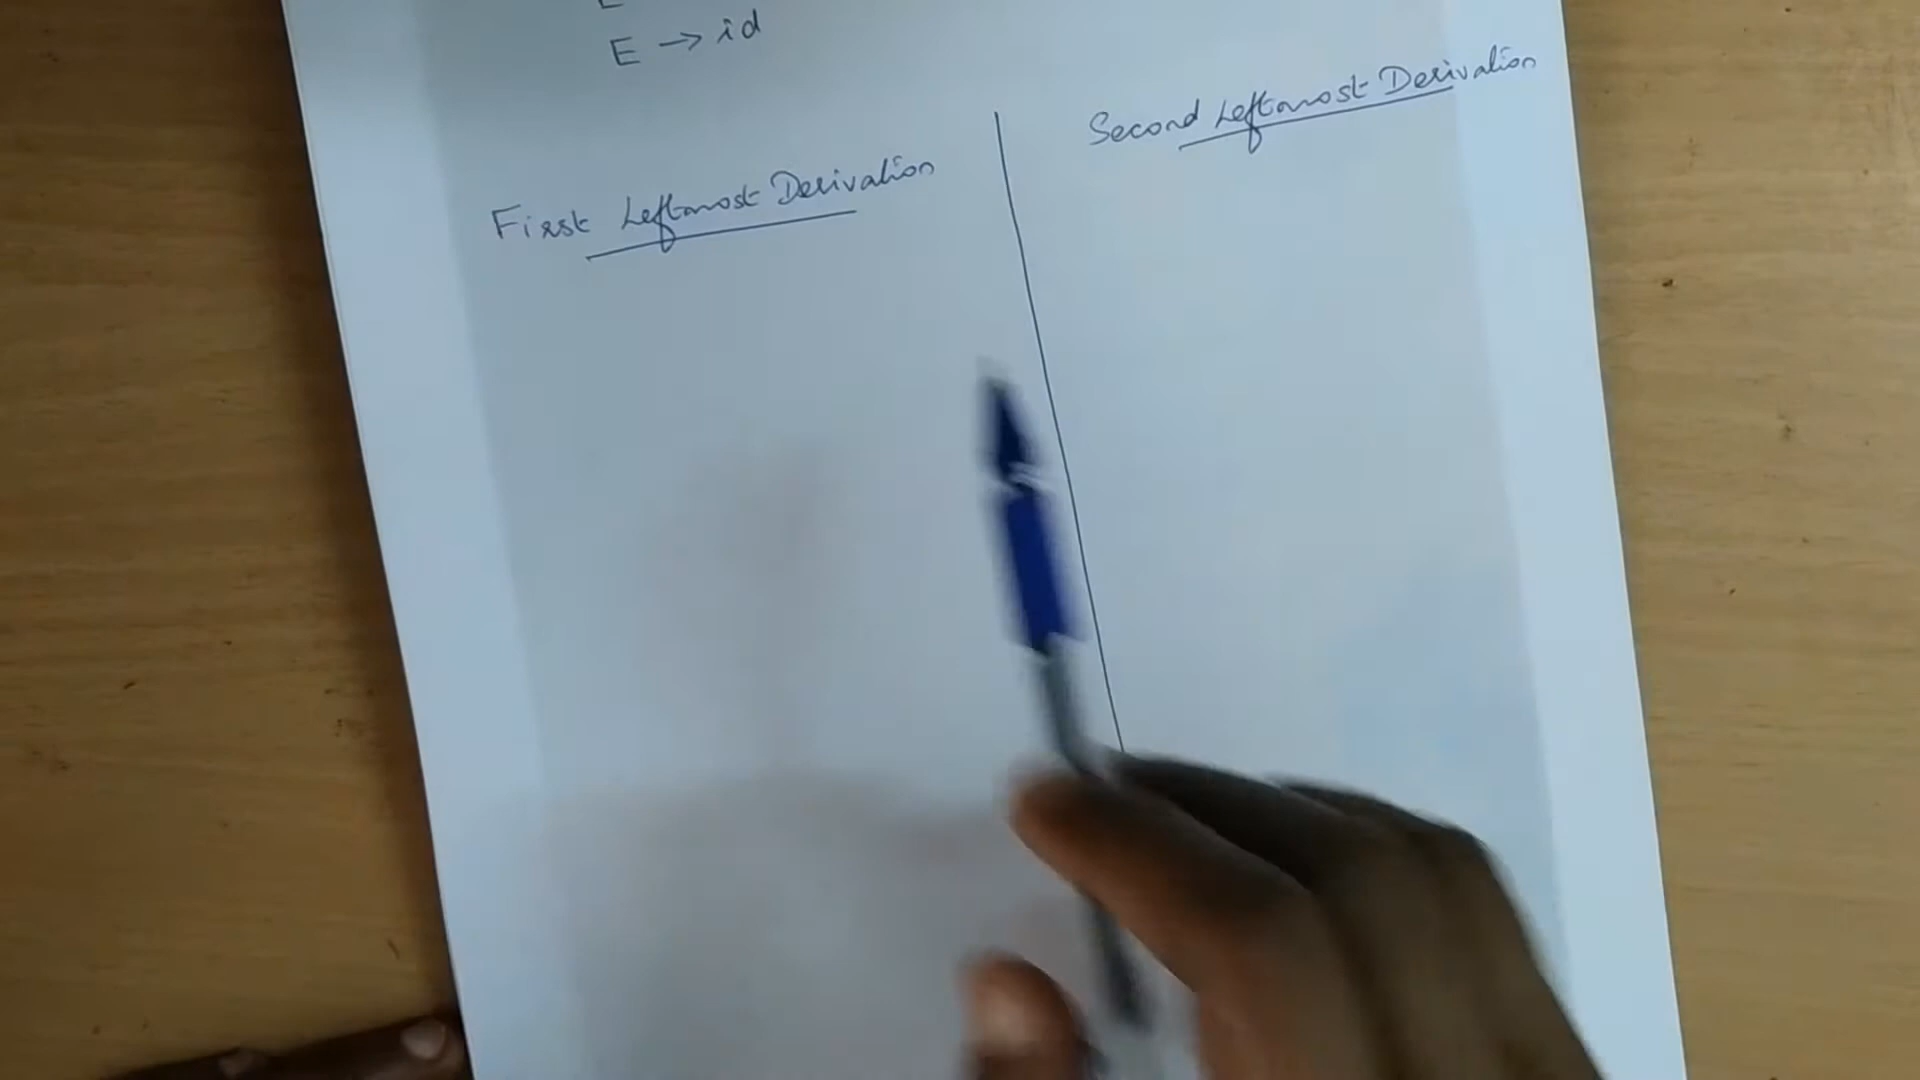 E → id
First Leftmost Derivation
Second Leftmost Derivation